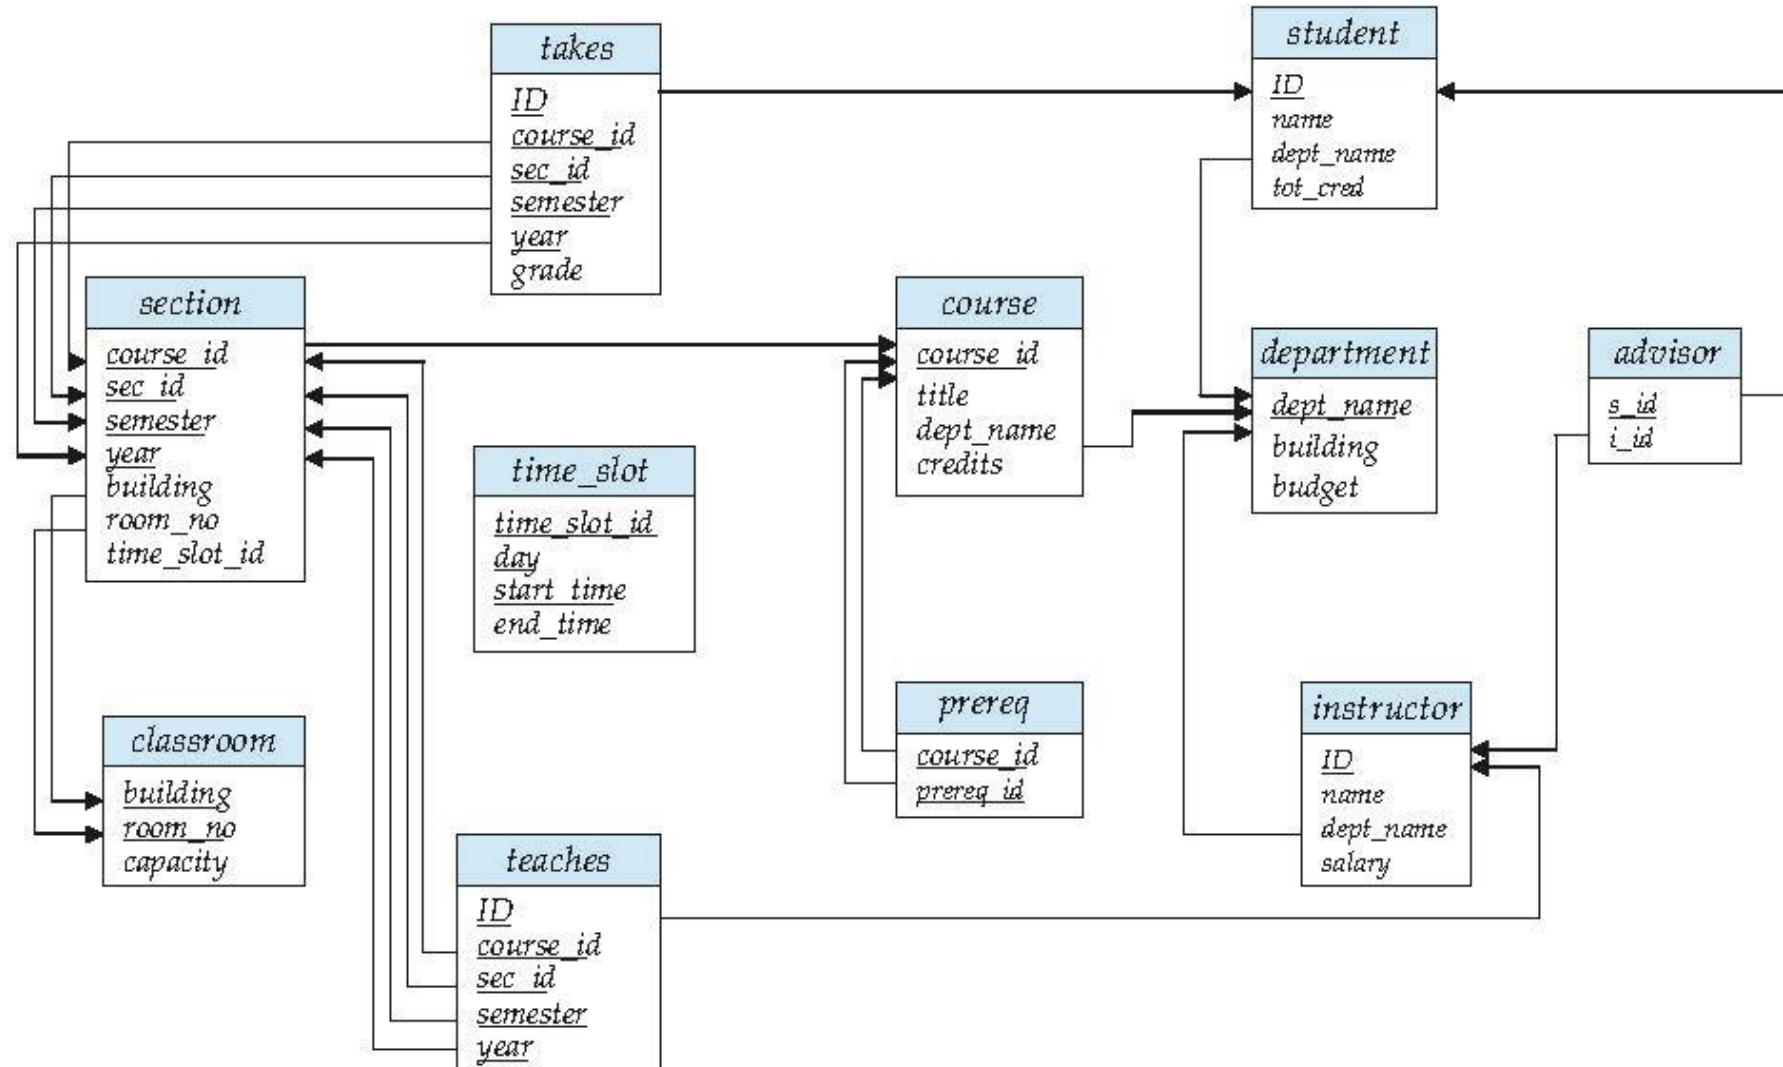 takes
ID
course_id
sec_id
semester
year
grade
student
ID
name
dept_name
tot_cred
section
course_id
sec_id
semester
year
building
room_no
time_slot_id
course
course_id
title
dept_name
credits
department
dept_name
building
budget
advisor
s_id
i_id
time_slot
time_slot_id
day
start_time
end_time
prereq
course_id
prereq_id
instructor
ID
name
dept_name
salary
classroom
building
room_no
capacity
teaches
ID
course_id
sec_id
semester
year